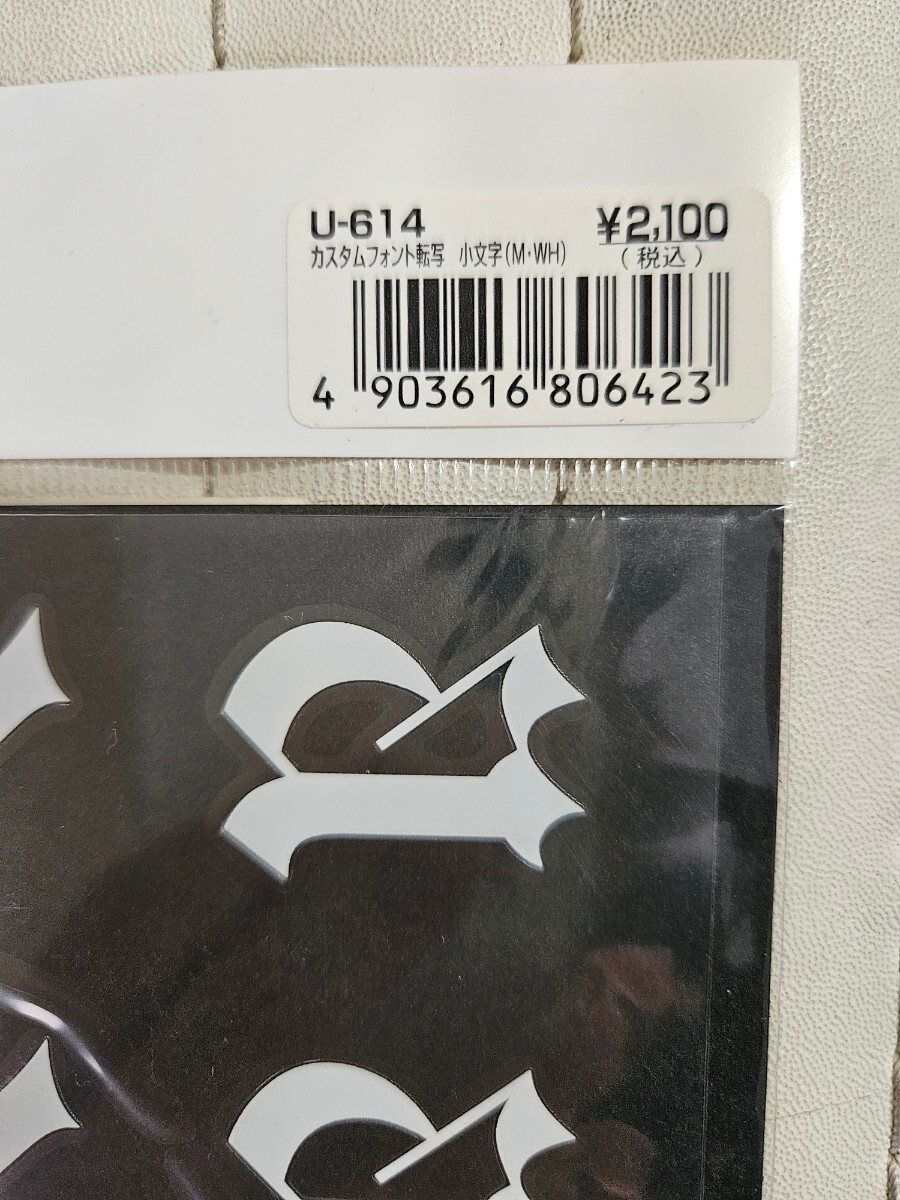 U-614 ¥2,100
カスタムフォント転写 小文字(M・WH) (税込)
4 903616 806423